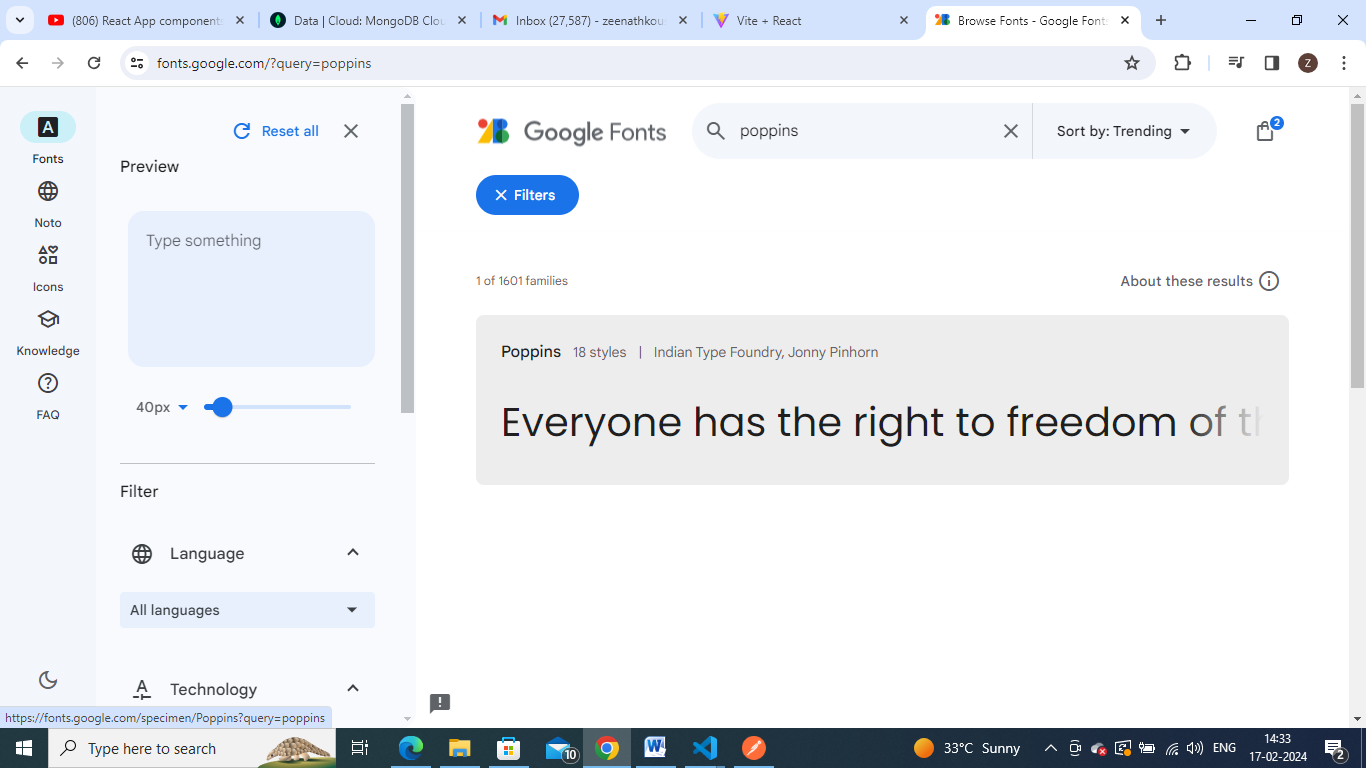 (806) React App component
Data | Cloud: MongoDB Clou
Inbox (27,587) - zeenathkou
Vite + React
Browse Fonts - Google Fonts
fonts.google.com/?query=poppins
Z
A
Fonts
Noto
Icons
Knowledge
FAQ
Reset all
Preview
Type something
40px
Filter
Language
All languages
Technology
Google Fonts
poppins
Sort by: Trending
2
Filters
1 of 1601 families
About these results
Poppins 18 styles | Indian Type Foundry, Jonny Pinhorn
Everyone has the right to freedom of th
https://fonts.google.com/specimen/Poppins?query=poppins
Type here to search
10
33°C Sunny
ENG
14:33
17-02-2024
2